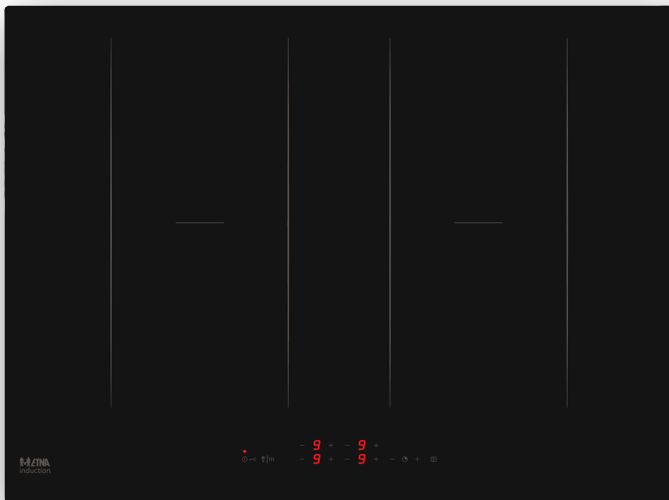 - 9 + - 9 +
- 9 + - 9 + - +
ETNA
induction